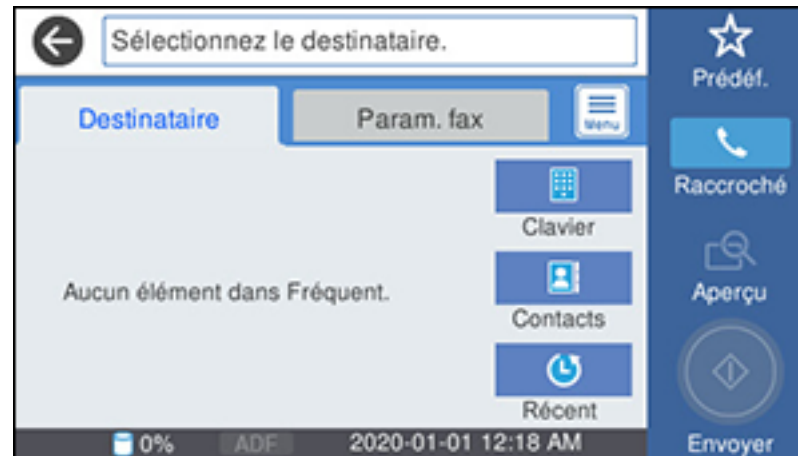 Sélectionnez le destinataire.
Prédéf.
Destinataire
Param. fax
Menu
Raccroché
Clavier
Aucun élément dans Fréquent.
Aperçu
Contacts
Récent
0%
ADF
2020-01-01 12:18 AM
Envoyer